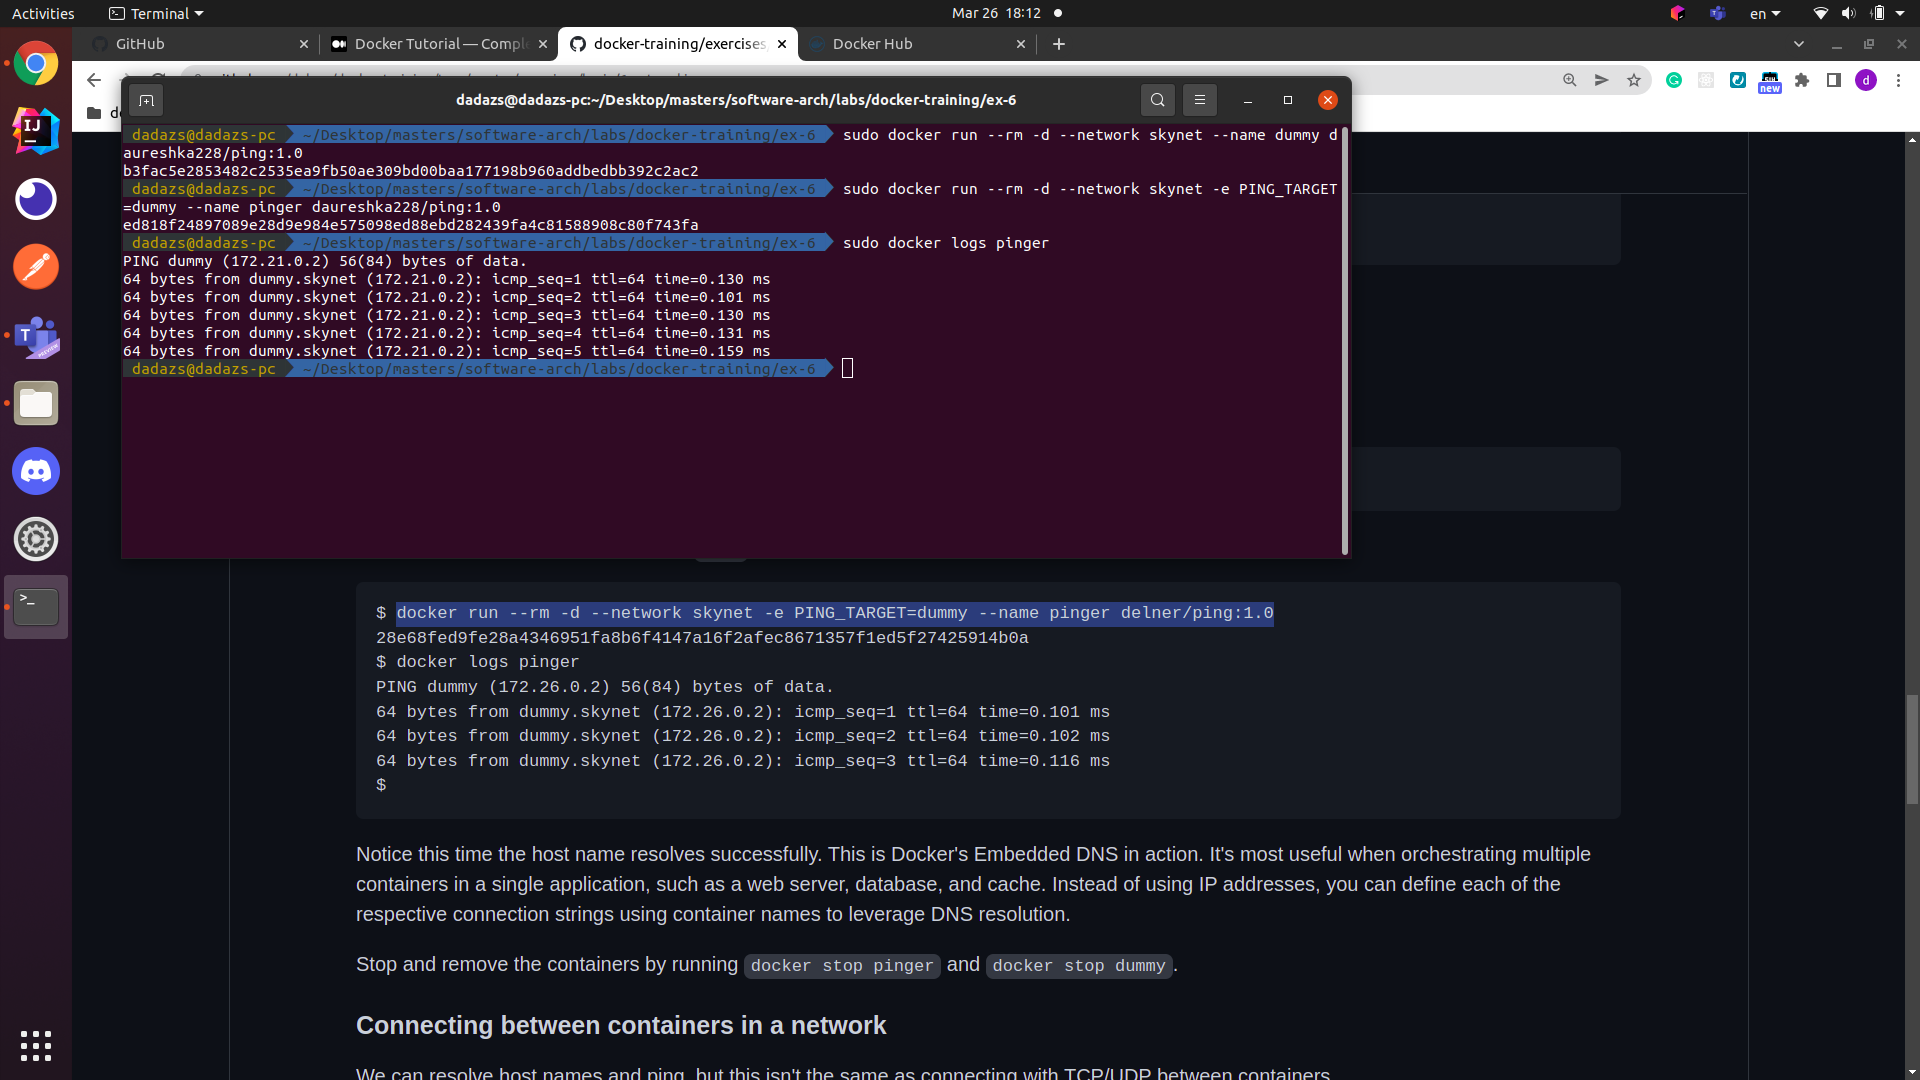 Activities
Terminal
Mar 26 18:12
en
GitHub
Docker Tutorial — Comple
docker-training/exercises
Docker Hub
new
d
dadazs@dadazs-pc:~/Desktop/masters/software-arch/labs/docker-training/ex-6
dadazs@dadazs-pc ~/Desktop/masters/software-arch/labs/docker-training/ex-6 sudo docker run --rm -d --network skynet --name dummy d
aureshka228/ping:1.0
b3fac5e2853482c2535ea9fb50ae309bd00baa177198b960addbedbb392c2ac2
dadazs@dadazs-pc ~/Desktop/masters/software-arch/labs/docker-training/ex-6 sudo docker run --rm -d --network skynet -e PING_TARGET
=dummy --name pinger daureshka228/ping:1.0
ed818f24897089e28d9e984e575098ed88ebd282439fa4c81588908c80f743fa
dadazs@dadazs-pc ~/Desktop/masters/software-arch/labs/docker-training/ex-6 sudo docker logs pinger
PING dummy (172.21.0.2) 56(84) bytes of data.
64 bytes from dummy.skynet (172.21.0.2): icmp_seq=1 ttl=64 time=0.130 ms
64 bytes from dummy.skynet (172.21.0.2): icmp_seq=2 ttl=64 time=0.101 ms
64 bytes from dummy.skynet (172.21.0.2): icmp_seq=3 ttl=64 time=0.130 ms
64 bytes from dummy.skynet (172.21.0.2): icmp_seq=4 ttl=64 time=0.131 ms
64 bytes from dummy.skynet (172.21.0.2): icmp_seq=5 ttl=64 time=0.159 ms
dadazs@dadazs-pc ~/Desktop/masters/software-arch/labs/docker-training/ex-6
$ docker run --rm -d --network skynet -e PING_TARGET=dummy --name pinger delner/ping:1.0
28e68fed9fe28a4346951fa8b6f4147a16f2afec8671357f1ed5f27425914b0a
$ docker logs pinger
PING dummy (172.26.0.2) 56(84) bytes of data.
64 bytes from dummy.skynet (172.26.0.2): icmp_seq=1 ttl=64 time=0.101 ms
64 bytes from dummy.skynet (172.26.0.2): icmp_seq=2 ttl=64 time=0.102 ms
64 bytes from dummy.skynet (172.26.0.2): icmp_seq=3 ttl=64 time=0.116 ms
$
Notice this time the host name resolves successfully. This is Docker's Embedded DNS in action. It's most useful when orchestrating multiple
containers in a single application, such as a web server, database, and cache. Instead of using IP addresses, you can define each of the
respective connection strings using container names to leverage DNS resolution.
Stop and remove the containers by running docker stop pinger and docker stop dummy.
Connecting between containers in a network
We can resolve host names and ping, but this isn't the same as connecting with TCP/UDP between containers.